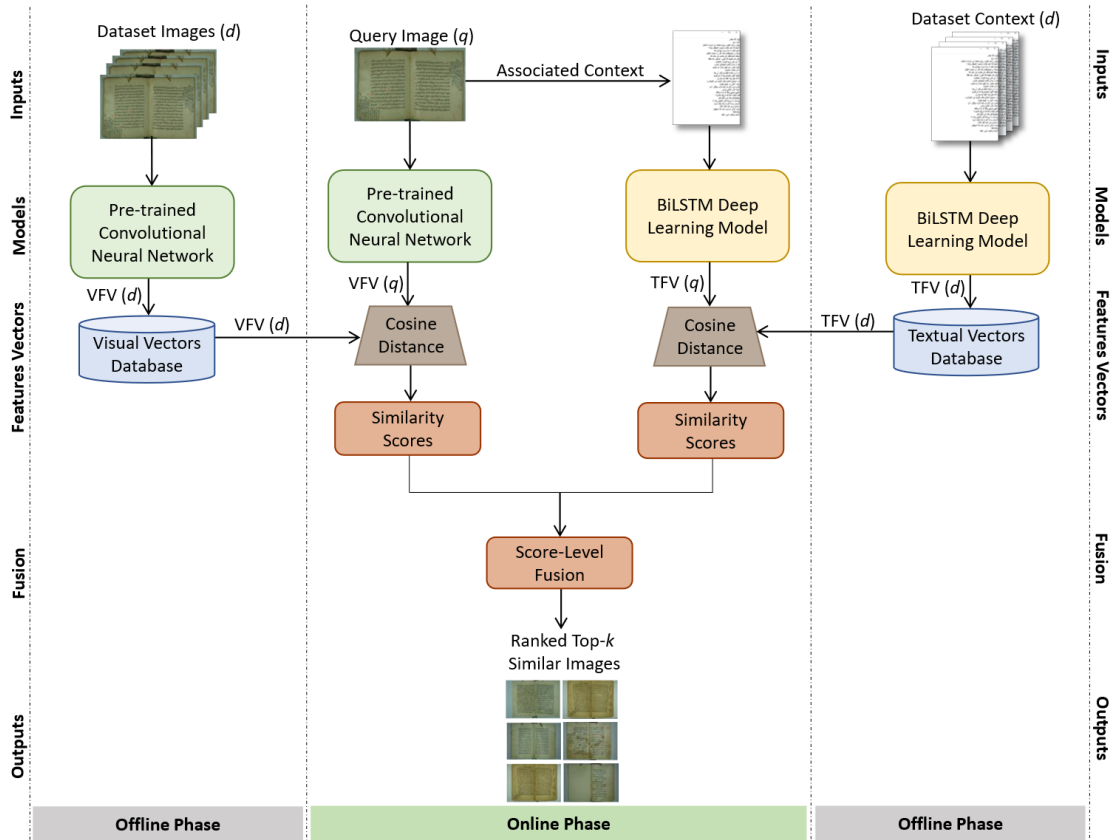 Dataset Images (d)
Query Image (q)
Dataset Context (d)
Associated Context
Inputs
Inputs
Pre-trained
Convolutional
Neural Network
Pre-trained
Convolutional
Neural Network
BiLSTM Deep
Learning Model
BiLSTM Deep
Learning Model
Models
Models
VFV (d)
VFV (q)
TFV (q)
TFV (d)
Visual Vectors
Database
VFV (d)
Cosine
Distance
Cosine
Distance
TFV (d)
Textual Vectors
Database
Features Vectors
Features Vectors
Similarity
Scores
Similarity
Scores
Fusion
Fusion
Score-Level
Fusion
Ranked Top-k
Similar Images
Outputs
Outputs
Offline Phase
Online Phase
Offline Phase